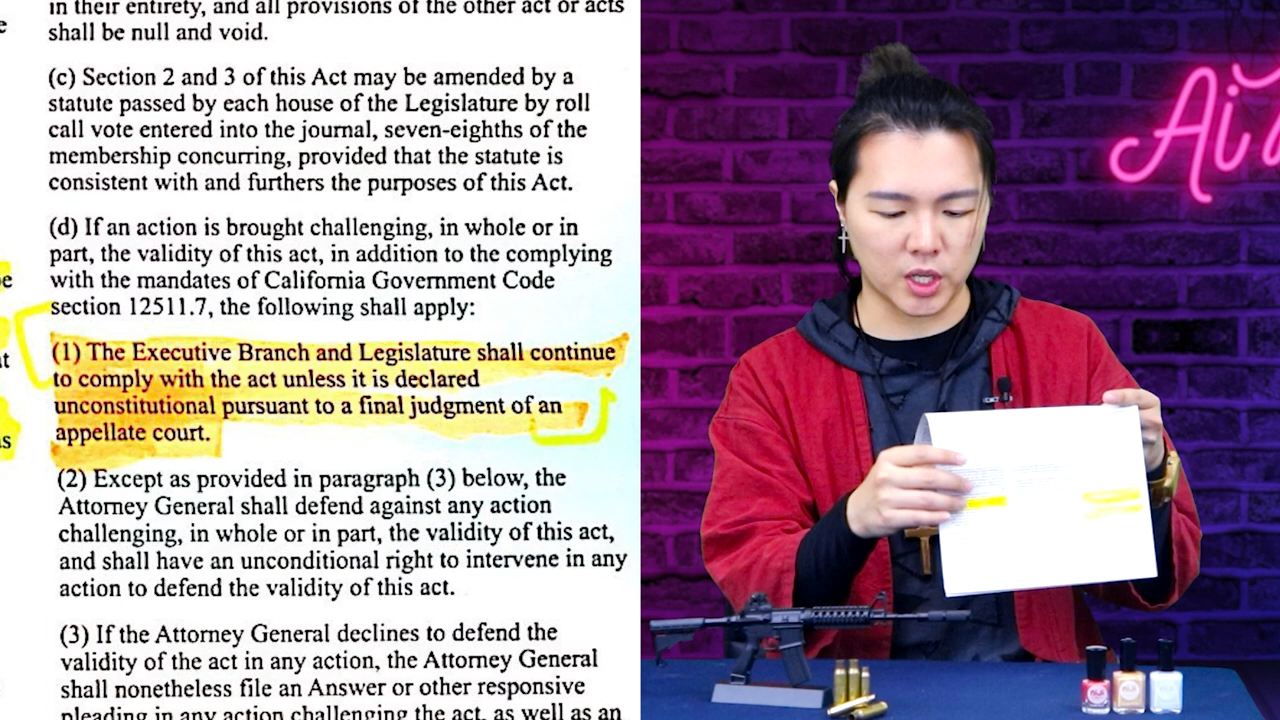 in their entirety, and all provisions of the other act or acts
shall be null and void.
(c) Section 2 and 3 of this Act may be amended by a
statute passed by each house of the Legislature by roll
call vote entered into the journal, seven-eighths of the
membership concurring, provided that the statute is
consistent with and furthers the purposes of this Act.
(d) If an action is brought challenging, in whole or in
part, the validity of this act, in addition to the complying
with the mandates of California Government Code
section 12511.7, the following shall apply:
(1) The Executive Branch and Legislature shall continue
to comply with the act unless it is declared
unconstitutional pursuant to a final judgment of an
appellate court.
(2) Except as provided in paragraph (3) below, the
Attorney General shall defend against any action
challenging, in whole or in part, the validity of this act,
and shall have an unconditional right to intervene in any
action to defend the validity of this act.
(3) If the Attorney General declines to defend the
validity of the act in any action, the Attorney General
shall nonetheless file an Answer or other responsive
pleading in any action challenging the act, as well as an
Ai